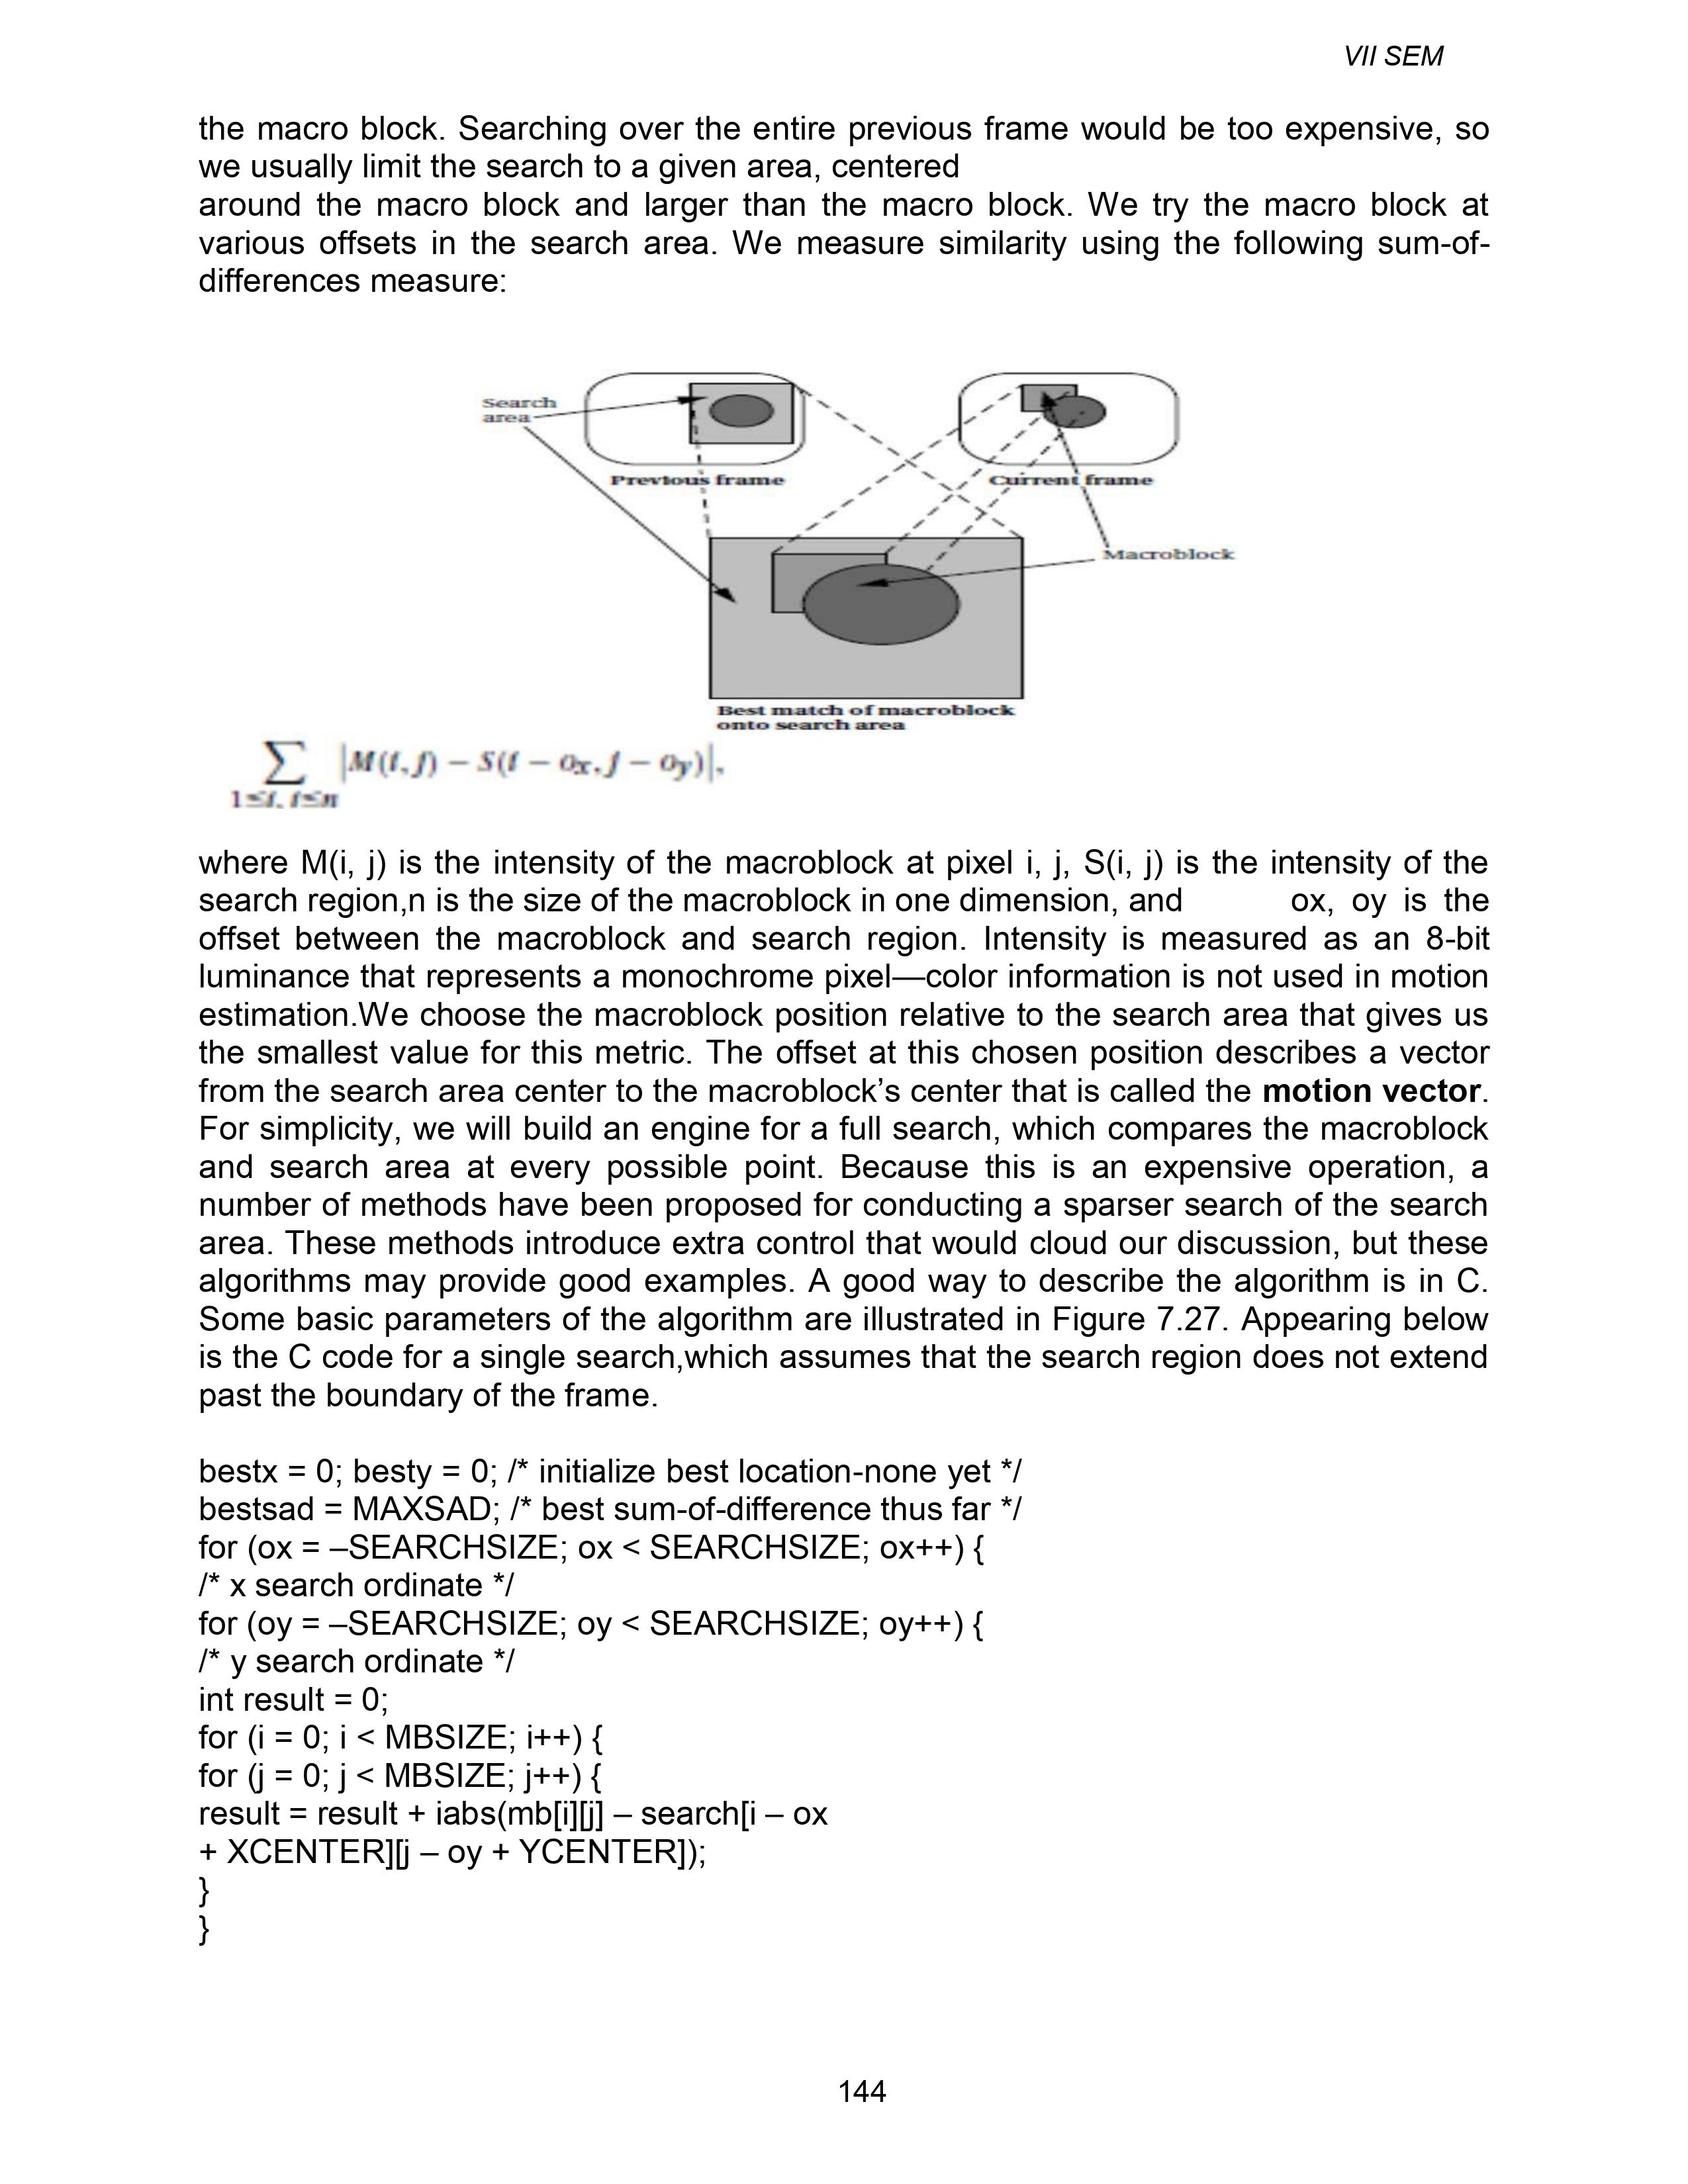 VII SEM
the macro block. Searching over the entire previous frame would be too expensive, so
we usually limit the search to a given area, centered
around the macro block and larger than the macro block. We try the macro block at
various offsets in the search area. We measure similarity using the following sum-of-
differences measure:
Search
area
Previous frame
Current frame
Macroblock
Best match of macroblock
onto search area
∑ |M(i, j) – S(i – ox, j – oy)|,
1≤i, j≤n
where M(i, j) is the intensity of the macroblock at pixel i, j, S(i, j) is the intensity of the
search region,n is the size of the macroblock in one dimension, and ox, oy is the
offset between the macroblock and search region. Intensity is measured as an 8-bit
luminance that represents a monochrome pixel—color information is not used in motion
estimation.We choose the macroblock position relative to the search area that gives us
the smallest value for this metric. The offset at this chosen position describes a vector
from the search area center to the macroblock’s center that is called the motion vector.
For simplicity, we will build an engine for a full search, which compares the macroblock
and search area at every possible point. Because this is an expensive operation, a
number of methods have been proposed for conducting a sparser search of the search
area. These methods introduce extra control that would cloud our discussion, but these
algorithms may provide good examples. A good way to describe the algorithm is in C.
Some basic parameters of the algorithm are illustrated in Figure 7.27. Appearing below
is the C code for a single search,which assumes that the search region does not extend
past the boundary of the frame.
bestx = 0; besty = 0; /* initialize best location-none yet */
bestsad = MAXSAD; /* best sum-of-difference thus far */
for (ox = –SEARCHSIZE; ox < SEARCHSIZE; ox++) {
/* x search ordinate */
for (oy = –SEARCHSIZE; oy < SEARCHSIZE; oy++) {
/* y search ordinate */
int result = 0;
for (i = 0; i < MBSIZE; i++) {
for (j = 0; j < MBSIZE; j++) {
result = result + iabs(mb[i][j] – search[i – ox
+ XCENTER][j – oy + YCENTER]);
}
}
144